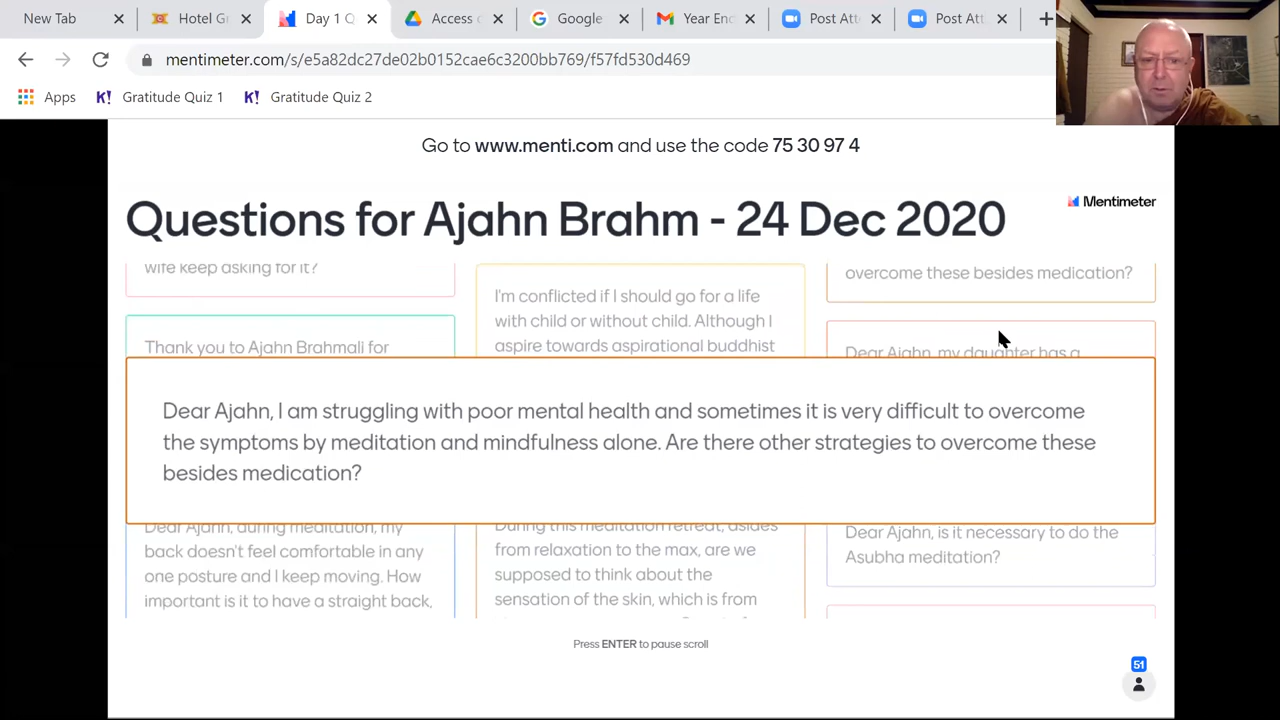 New Tab
Hotel Gr
Day 1 Q
Access
Google
Year End
Post Att
Post Att
mentimeter.com/s/e5a82dc27de02b0152cae6c3200bb769/f57fd530d469
Apps
K! Gratitude Quiz 1
K! Gratitude Quiz 2
Go to www.menti.com and use the code 75 30 97 4
Questions for Ajahn Brahm - 24 Dec 2020
Mentimeter
wife keep asking for it?
Thank you to Ajahn Brahmali for
I'm conflicted if I should go for a life
with child or without child. Although I
aspire towards aspirational buddhist
overcome these besides medication?
Dear Ajahn, my daughter has a
Dear Ajahn, I am struggling with poor mental health and sometimes it is very difficult to overcome
the symptoms by meditation and mindfulness alone. Are there other strategies to overcome these
besides medication?
Dear Ajahn, during meditation, my
back doesn't feel comfortable in any
one posture and I keep moving. How
important is it to have a straight back,
During this meditation retreat, asides
from relaxation to the max, are we
supposed to think about the
sensation of the skin, which is from
Dear Ajahn, is it necessary to do the
Asubha meditation?
Press ENTER to pause scroll
51